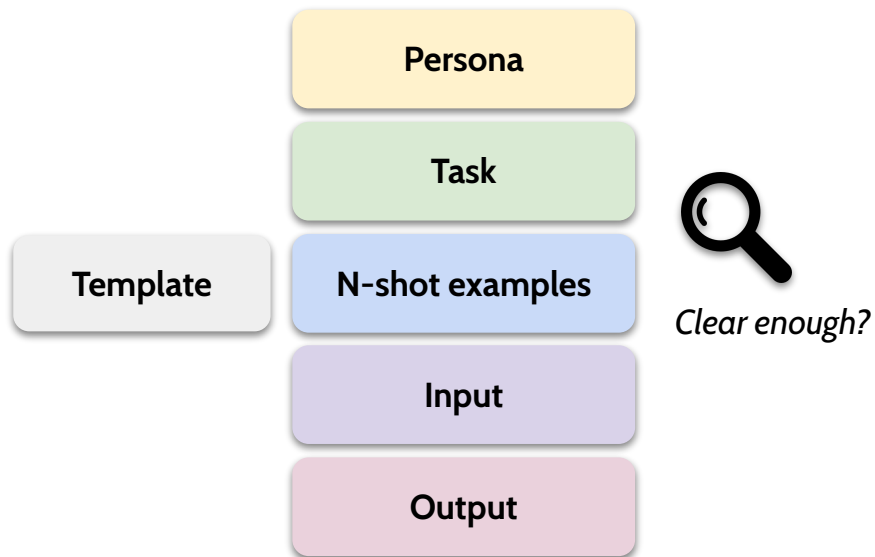 Persona
Task
Template
N-shot examples
Clear enough?
Input
Output